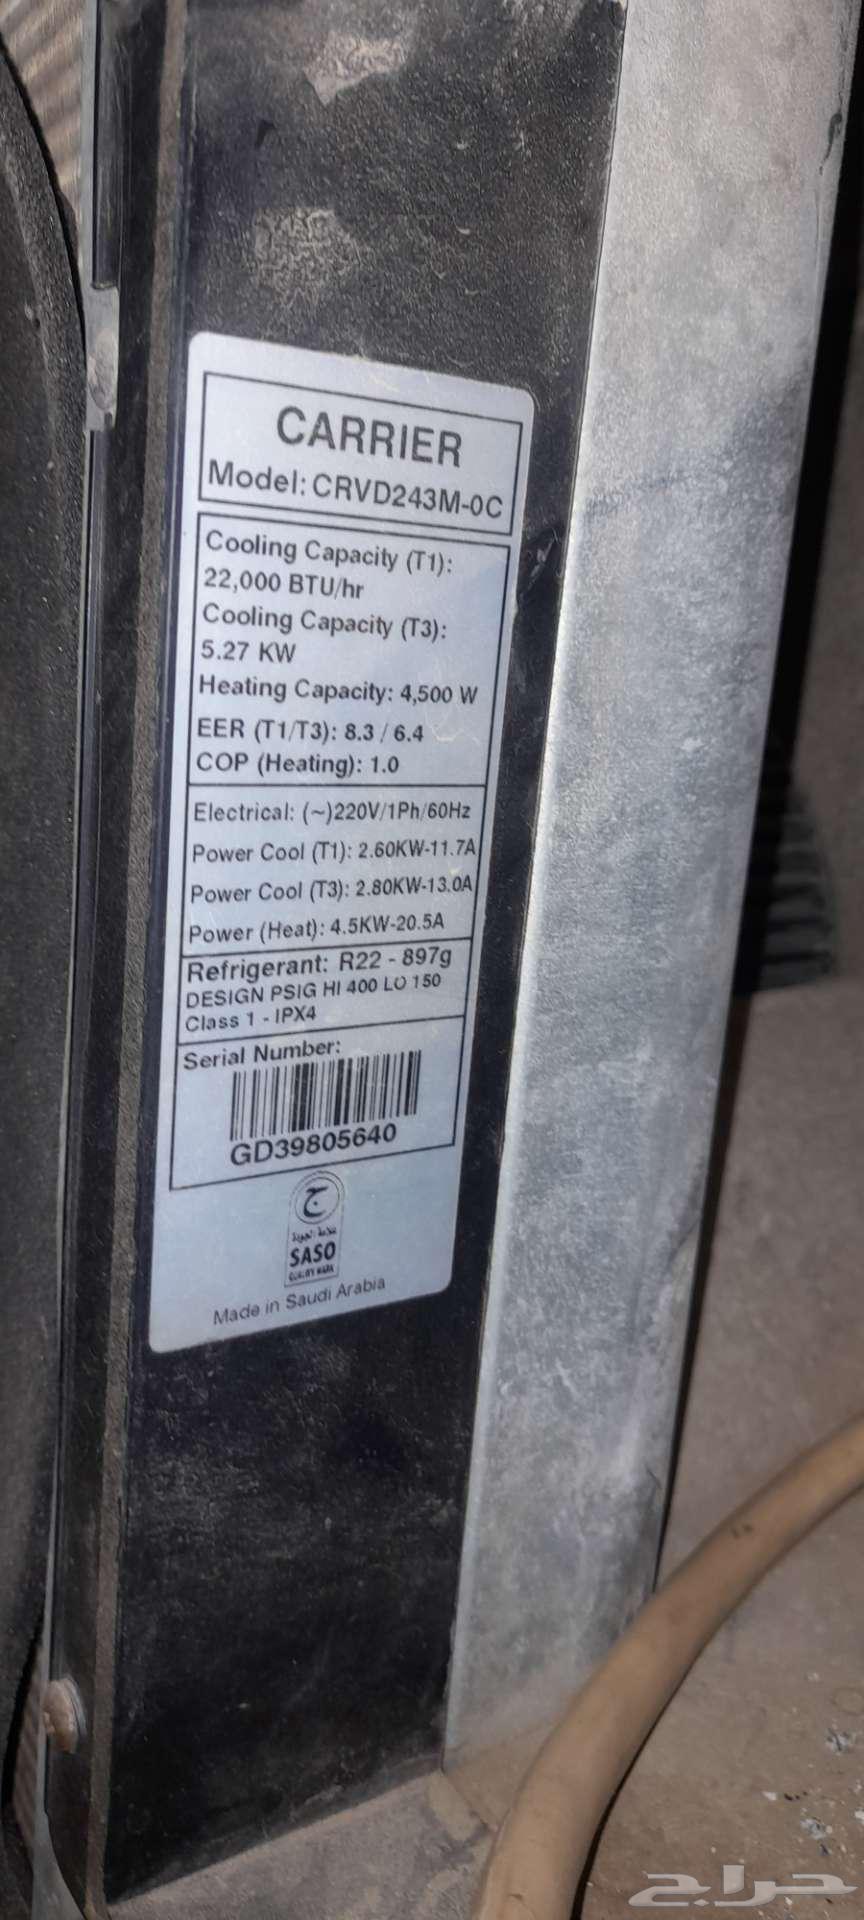 CARRIER
Model: CRVD243M-0C
Cooling Capacity (T1):
22,000 BTU/hr
Cooling Capacity (T3):
5.27 KW
Heating Capacity: 4,500 W
EER (T1/T3): 8.3 / 6.4
COP (Heating): 1.0
Electrical: (~)220V/1Ph/60Hz
Power Cool (T1): 2.60KW-11.7A
Power Cool (T3): 2.80KW-13.0A
Power (Heat): 4.5KW-20.5A
Refrigerant: R22 - 897g
DESIGN PSIG HI 400 LO 150
Class 1 - IPX4
Serial Number:
GD39805640
ج
علامة الجودة
SASO
QUALITY MARK
Made in Saudi Arabia
حراج